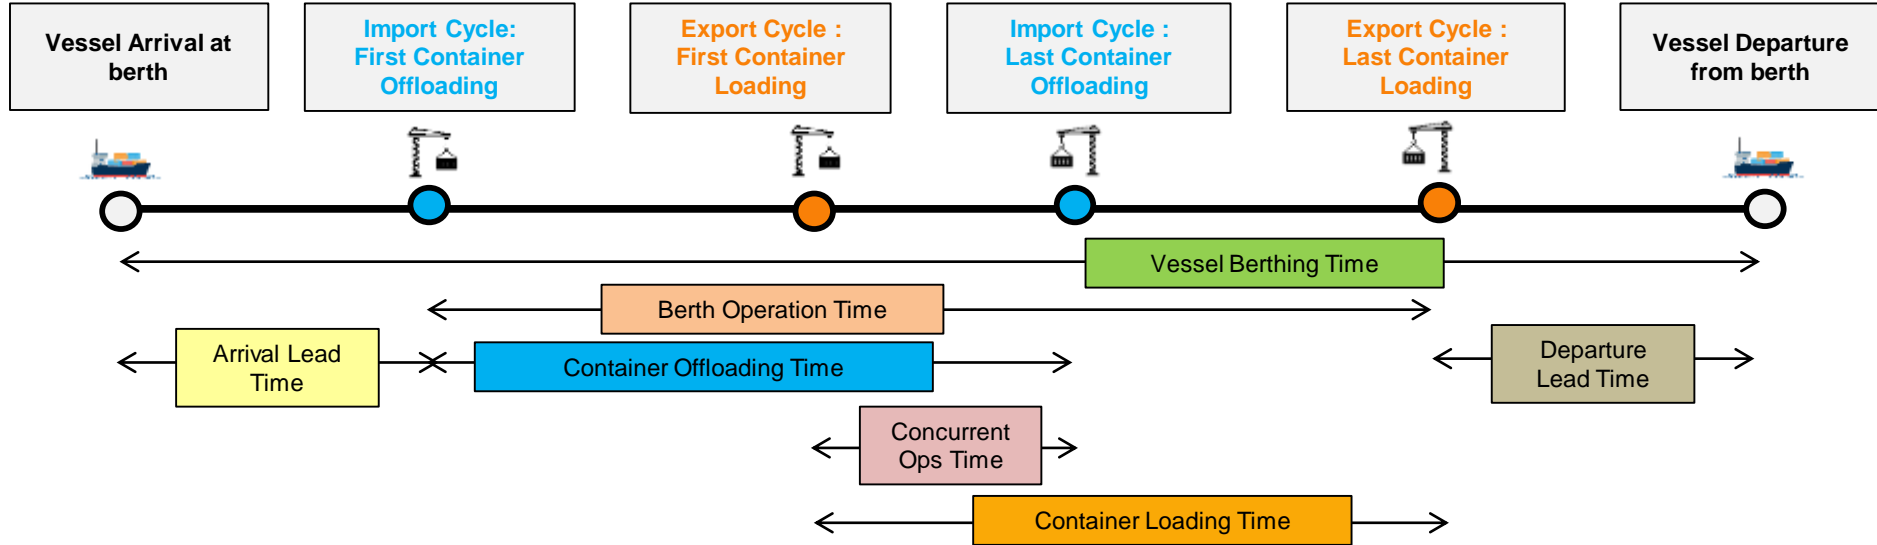 Vessel Arrival at
berth
Import Cycle:
First Container
Offloading
Export Cycle :
First Container
Loading
Import Cycle :
Last Container
Offloading
Export Cycle :
Last Container
Loading
Vessel Departure
from berth
Vessel Berthing Time
Berth Operation Time
Arrival Lead
Time
Container Offloading Time
Departure
Lead Time
Concurrent
Ops Time
Container Loading Time